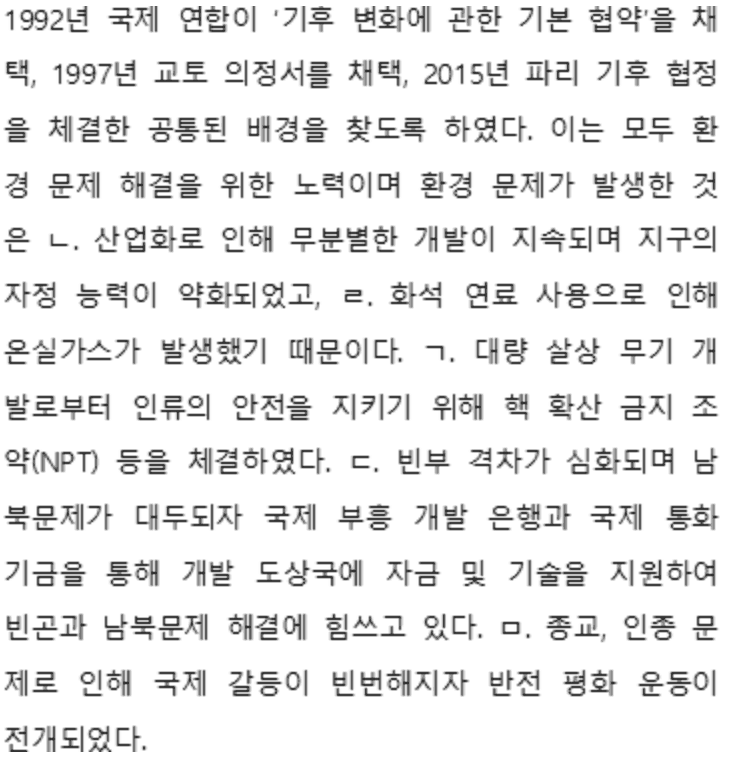 1992년 국제 연합이 '기후 변화에 관한 기본 협약'을 채
택, 1997년 교토 의정서를 채택, 2015년 파리 기후 협정
을 체결한 공통된 배경을 찾도록 하였다. 이는 모두 환
경 문제 해결을 위한 노력이며 환경 문제가 발생한 것
은 ㄴ. 산업화로 인해 무분별한 개발이 지속되며 지구의
자정 능력이 약화되었고, ㄹ. 화석 연료 사용으로 인해
온실가스가 발생했기 때문이다. ㄱ. 대량 살상 무기 개
발로부터 인류의 안전을 지키기 위해 핵 확산 금지 조
약(NPT) 등을 체결하였다. ㄷ. 빈부 격차가 심화되며 남
북문제가 대두되자 국제 부흥 개발 은행과 국제 통화
기금을 통해 개발 도상국에 자금 및 기술을 지원하여
빈곤과 남북문제 해결에 힘쓰고 있다. ㅁ. 종교, 인종 문
제로 인해 국제 갈등이 빈번해지자 반전 평화 운동이
전개되었다.